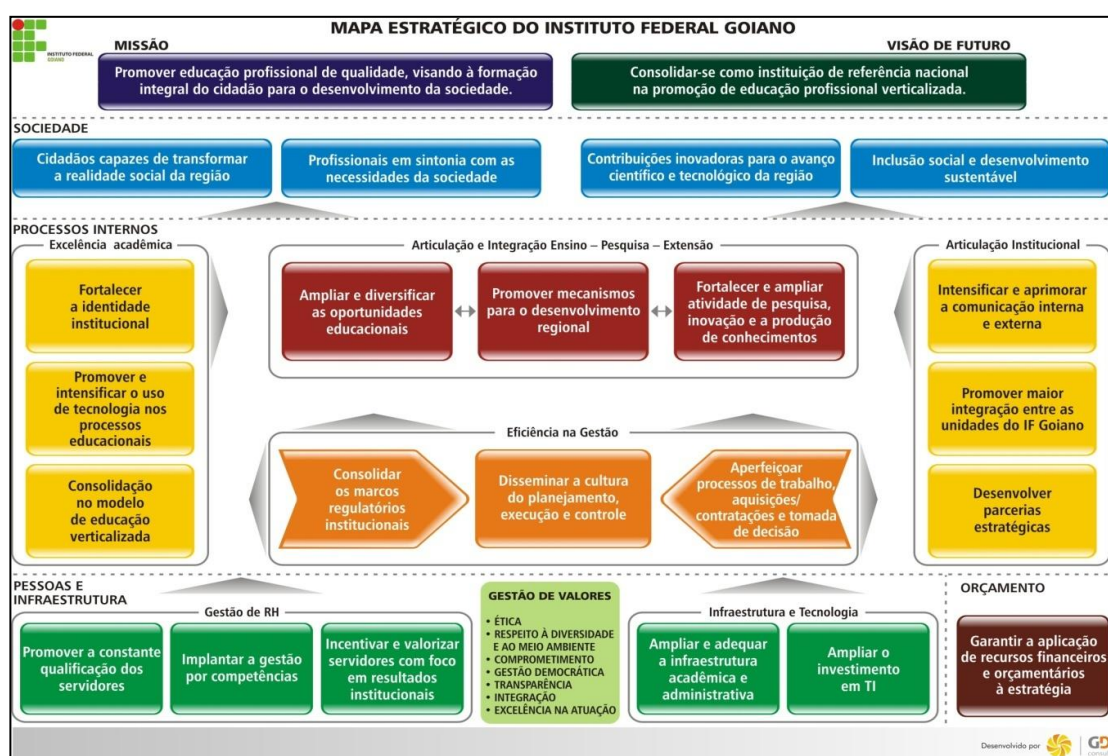 MAPA ESTRATÉGICO DO INSTITUTO FEDERAL GOIANO
INSTITUTO FEDERAL
GOIANO
MISSÃO
Promover educação profissional de qualidade, visando à formação
integral do cidadão para o desenvolvimento da sociedade.
VISÃO DE FUTURO
Consolidar-se como instituição de referência nacional
na promoção de educação profissional verticalizada.
SOCIEDADE
Cidadãos capazes de transformar
a realidade social da região
Profissionais em sintonia com as
necessidades da sociedade
Contribuições inovadoras para o avanço
científico e tecnológico da região
Inclusão social e desenvolvimento
sustentável
PROCESSOS INTERNOS
Excelência acadêmica
Fortalecer
a identidade
institucional
Promover e
intensificar o uso
de tecnologia nos
processos
educacionais
Consolidação
no modelo
de educação
verticalizada
Articulação e Integração Ensino – Pesquisa – Extensão
Ampliar e diversificar
as oportunidades
educacionais
Promover mecanismos
para o desenvolvimento
regional
Fortalecer e ampliar
atividade de pesquisa,
inovação e a produção
de conhecimentos
Eficiência na Gestão
Consolidar
os marcos
regulatórios
institucionais
Disseminar a cultura
do planejamento,
execução e controle
Aperfeiçoar
processos de trabalho,
aquisições/
contratações e tomada
de decisão
Articulação Institucional
Intensificar e aprimorar
a comunicação interna
e externa
Promover maior
integração entre as
unidades do IF Goiano
Desenvolver
parcerias
estratégicas
PESSOAS E
INFRAESTRUTURA
Gestão de RH
Promover a constante
qualificação dos
servidores
Implantar a gestão
por competências
Incentivar e valorizar
servidores com foco
em resultados
institucionais
GESTÃO DE VALORES
• ÉTICA
• RESPEITO À DIVERSIDADE
E AO MEIO AMBIENTE
• COMPROMETIMENTO
• GESTÃO DEMOCRÁTICA
• TRANSPARÊNCIA
• INTEGRAÇÃO
• EXCELÊNCIA NA ATUAÇÃO
Infraestrutura e Tecnologia
Ampliar e adequar
a infraestrutura
acadêmica e
administrativa
Ampliar o
investimento
em TI
ORÇAMENTO
Garantir a aplicação
de recursos financeiros
e orçamentários
à estratégia
Desenvolvido por